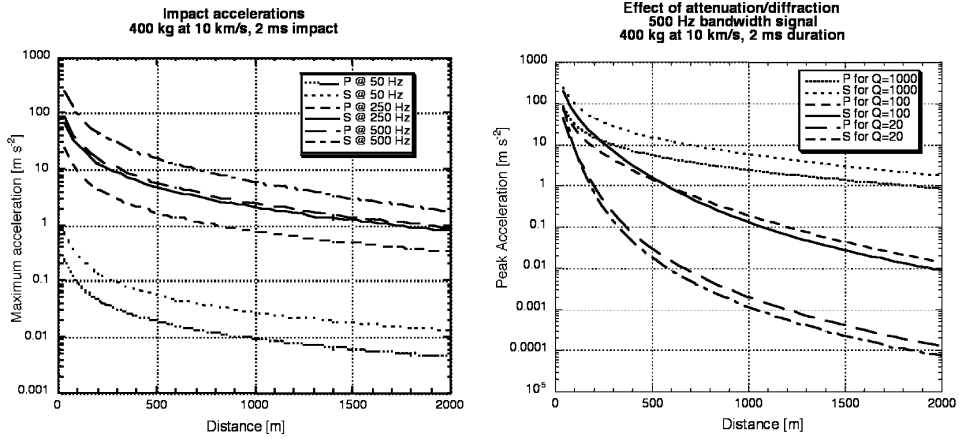 Impact accelerations
400 kg at 10 km/s, 2 ms impact
Maximum acceleration [m s-2]
1000
100
10
1
0.1
0.01
0.001
P @ 50 Hz
S @ 50 Hz
P @ 250 Hz
S @ 250 Hz
P @ 500 Hz
S @ 500 Hz
0
500
1000
1500
2000
Distance [m]
Effect of attenuation/diffraction
500 Hz bandwidth signal
400 kg at 10 km/s, 2 ms duration
Peak Acceleration [m s-2]
1000
100
10
1
0.1
0.01
0.001
0.0001
10-5
P for Q=1000
S for Q=1000
P for Q=100
S for Q=100
P for Q=20
S for Q=20
0
500
1000
1500
2000
Distance [m]